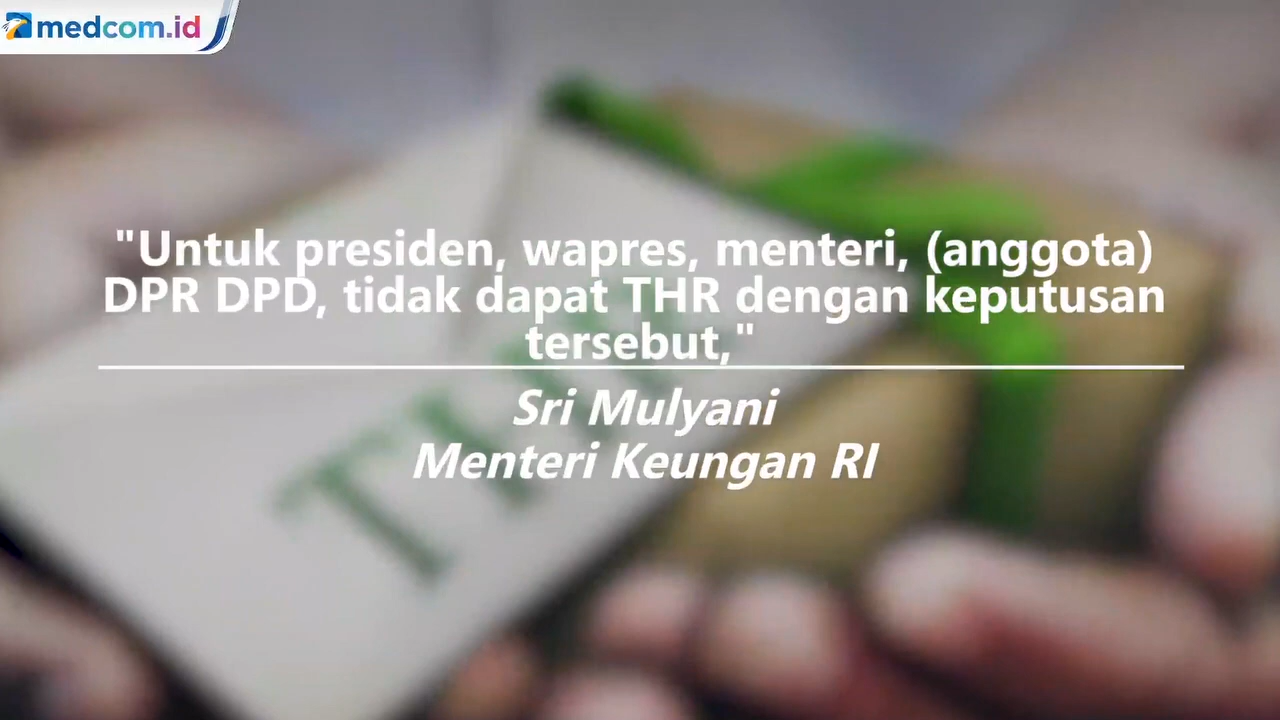 medcom.id
"Untuk presiden, wapres, menteri, (anggota)
DPR DPD, tidak dapat THR dengan keputusan
tersebut,"
Sri Mulyani
Menteri Keungan RI
THR